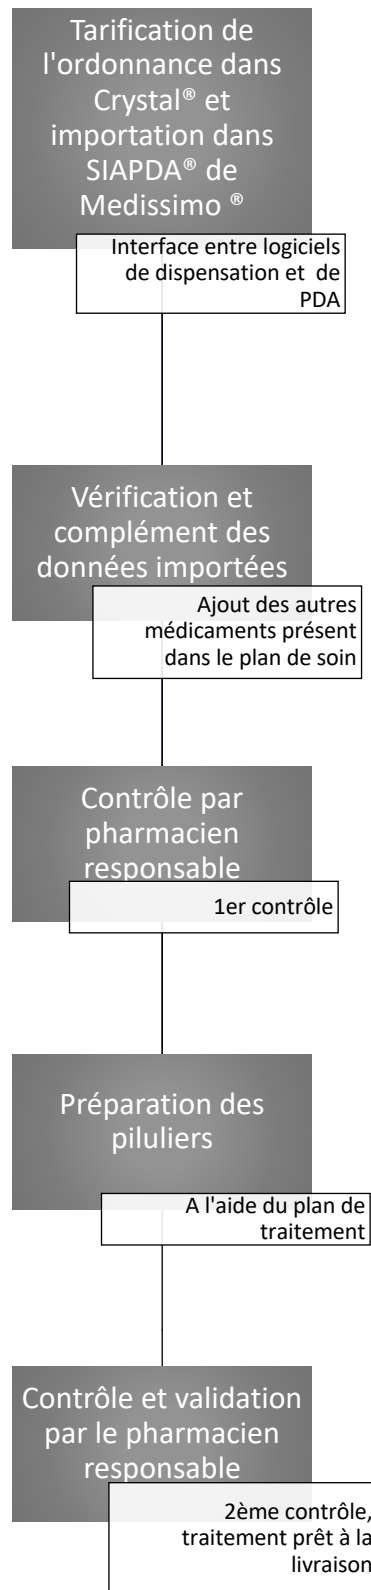 Tarification de
l'ordonnance dans
Crystal® et
importation dans
SIAPDA® de
Medissimo ®
Interface entre logiciels
de dispensation et de
PDA
Vérification et
complément des
données importées
Ajout des autres
médicaments présent
dans le plan de soin
Contrôle par
pharmacien
responsable
1er contrôle
Préparation des
piluliers
A l'aide du plan de
traitement
Contrôle et validation
par le pharmacien
responsable
2ème contrôle,
traitement prêt à la
livraison